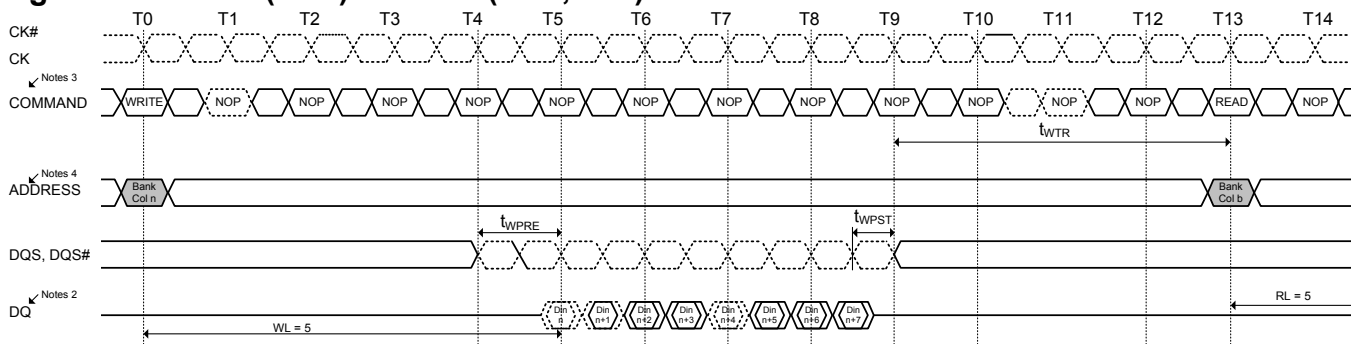 T0 T1 T2 T3 T4 T5 T6 T7 T8 T9 T10 T11 T12 T13 T14
CK#
CK
Notes 3
COMMAND WRITE NOP NOP NOP NOP NOP NOP NOP NOP NOP NOP NOP NOP READ NOP
tWTR
Notes 4
ADDRESS Bank Col n Bank Col b
tWPRE tWPST
DQS, DQS#
Notes 2
DQ Din n Din n+1 Din n+2 Din n+3 Din n+4 Din n+5 Din n+6 Din n+7
WL = 5 RL = 5